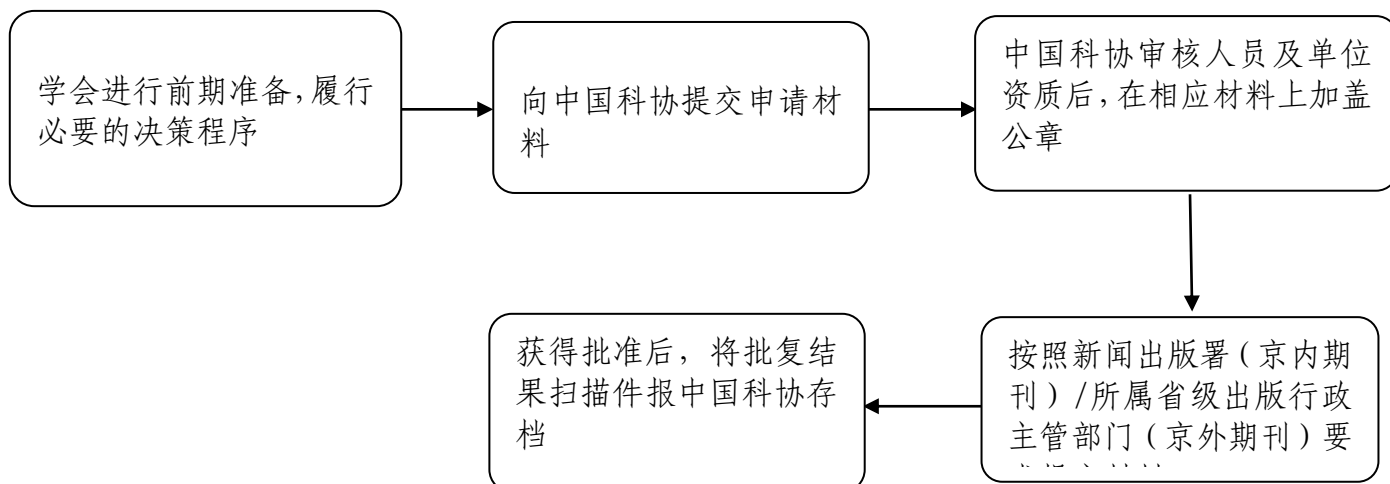 学会进行前期准备,履行
必要的决策程序
向中国科协提交申请材
料
中国科协审核人员及单位
资质后,在相应材料上加盖
公章
按照新闻出版署(京内期
刊)/所属省级出版行政
主管部门(京外期刊)要
获得批准后,将批复结
果扫描件报中国科协存
档